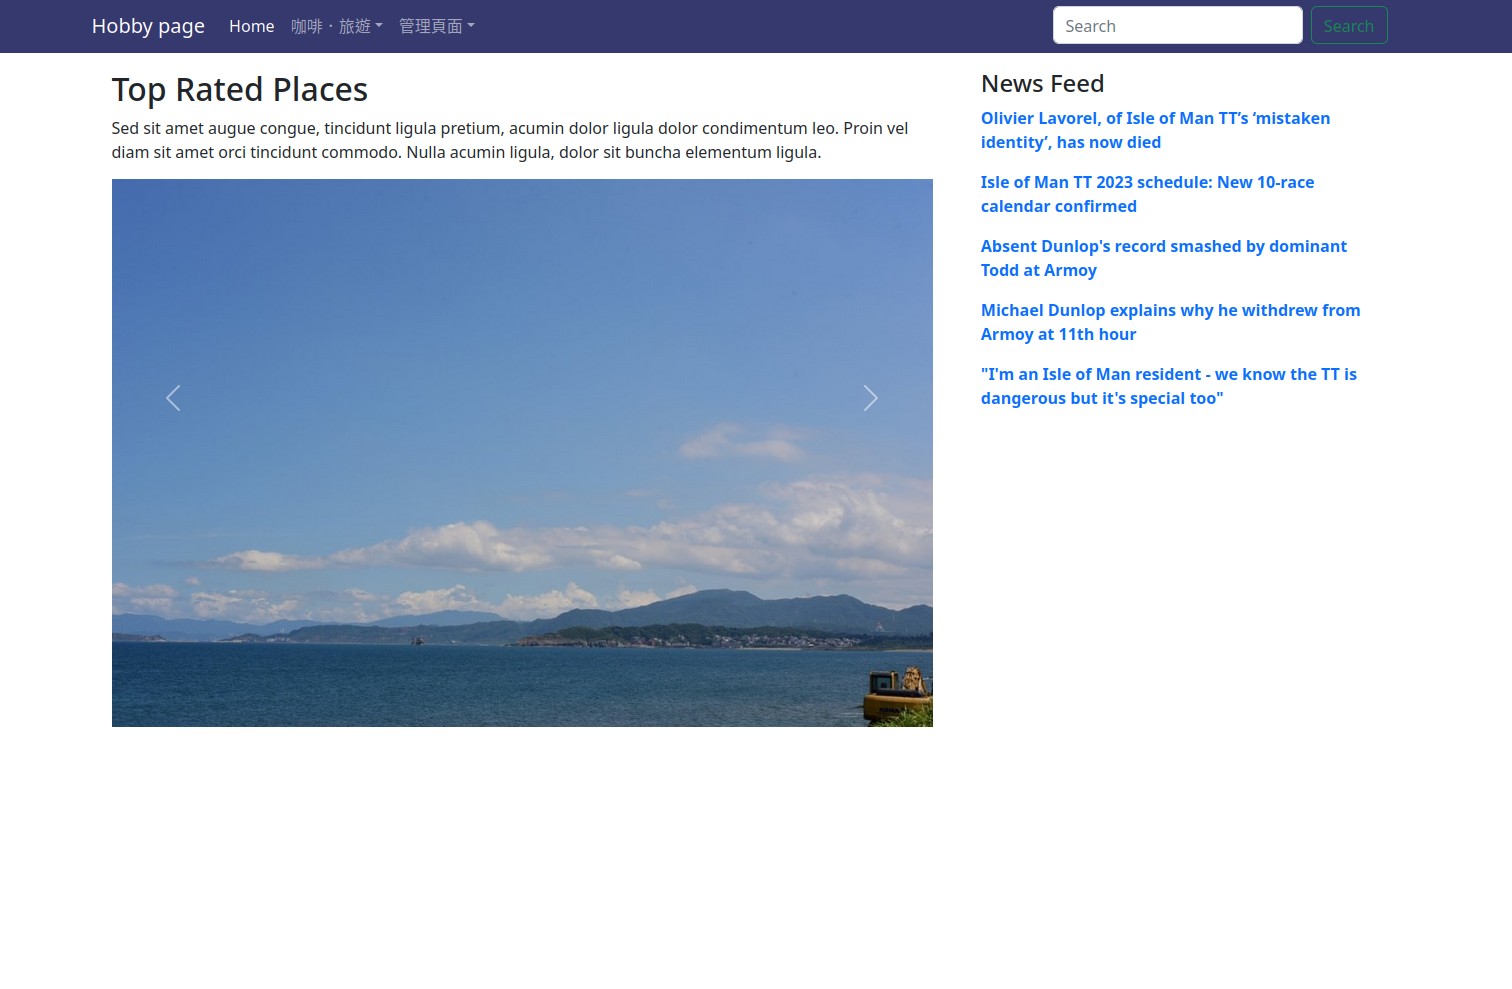 Hobby page Home 咖啡・旅遊 管理頁面 Search Search
Top Rated Places
Sed sit amet augue congue, tincidunt ligula pretium, acumin dolor ligula dolor condimentum leo. Proin vel
diam sit amet orci tincidunt commodo. Nulla acumin ligula, dolor sit buncha elementum ligula.
News Feed
Olivier Lavorel, of Isle of Man TT’s ‘mistaken
identity’, has now died
Isle of Man TT 2023 schedule: New 10-race
calendar confirmed
Absent Dunlop's record smashed by dominant
Todd at Armoy
Michael Dunlop explains why he withdrew from
Armoy at 11th hour
"I'm an Isle of Man resident - we know the TT is
dangerous but it's special too"